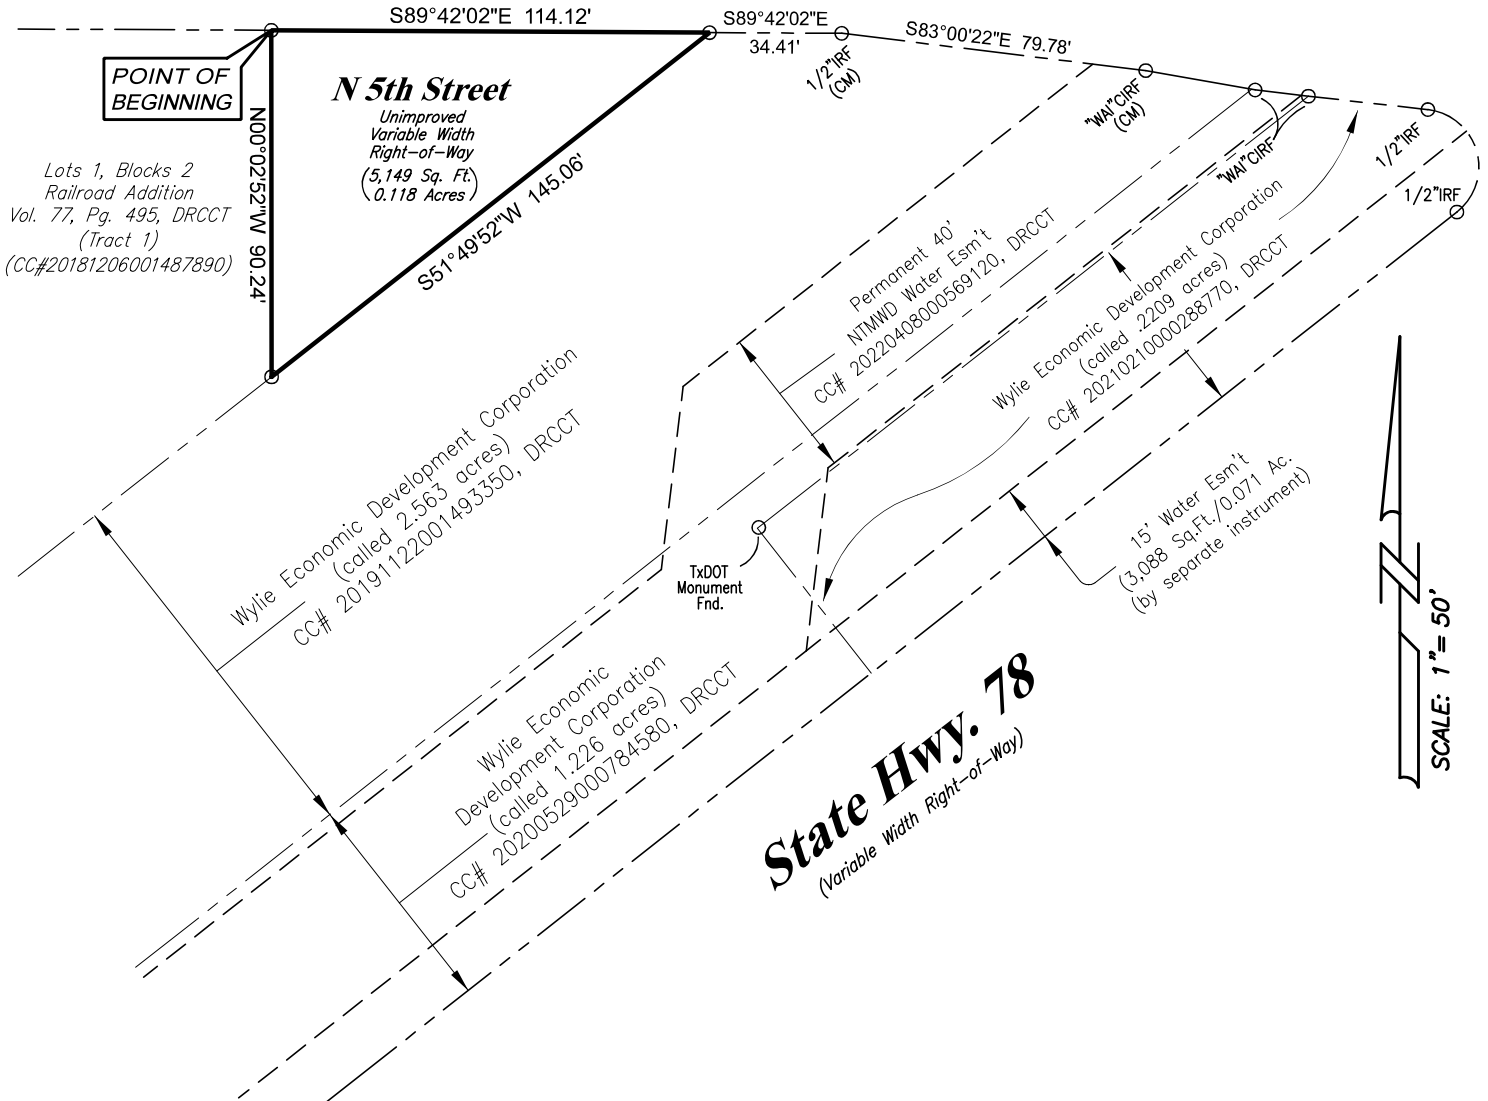 S89°42'02"E 114.12'
S89°42'02"E
34.41'
S83°00'22"E 79.78'
POINT OF
BEGINNING
N 5th Street
Unimproved
Variable Width
Right-of-Way
(5,149 Sq. Ft.
0.118 Acres)
N00°02'52"W 90.24'
S51°49'52"W 145.06'
Lots 1, Blocks 2
Railroad Addition
Vol. 77, Pg. 495, DRCCT
(Tract 1)
(CC#20181206001487890)
1/2"IRF
(CM)
"WAI"CIRF
(CM)
"WAI"CIRF
1/2"IRF
1/2"IRF
Permanent 40'
NTMWD Water Esm't
CC# 20220408000569120, DRCCT
Wylie Economic Development Corporation
(called .2209 acres)
CC# 20210210000288770, DRCCT
Wylie Economic Development Corporation
(called 2.563 acres)
CC# 20191122001493350, DRCCT
15' Water Esm't
(3,088 Sq.Ft./0.071 Ac.
(by separate instrument)
TxDOT
Monument
Fnd.
Wylie Economic
Development Corporation
(called 1.226 acres)
CC# 20200529000784580, DRCCT
State Hwy. 78
(Variable Width Right-of-Way)
N
SCALE: 1"= 50'